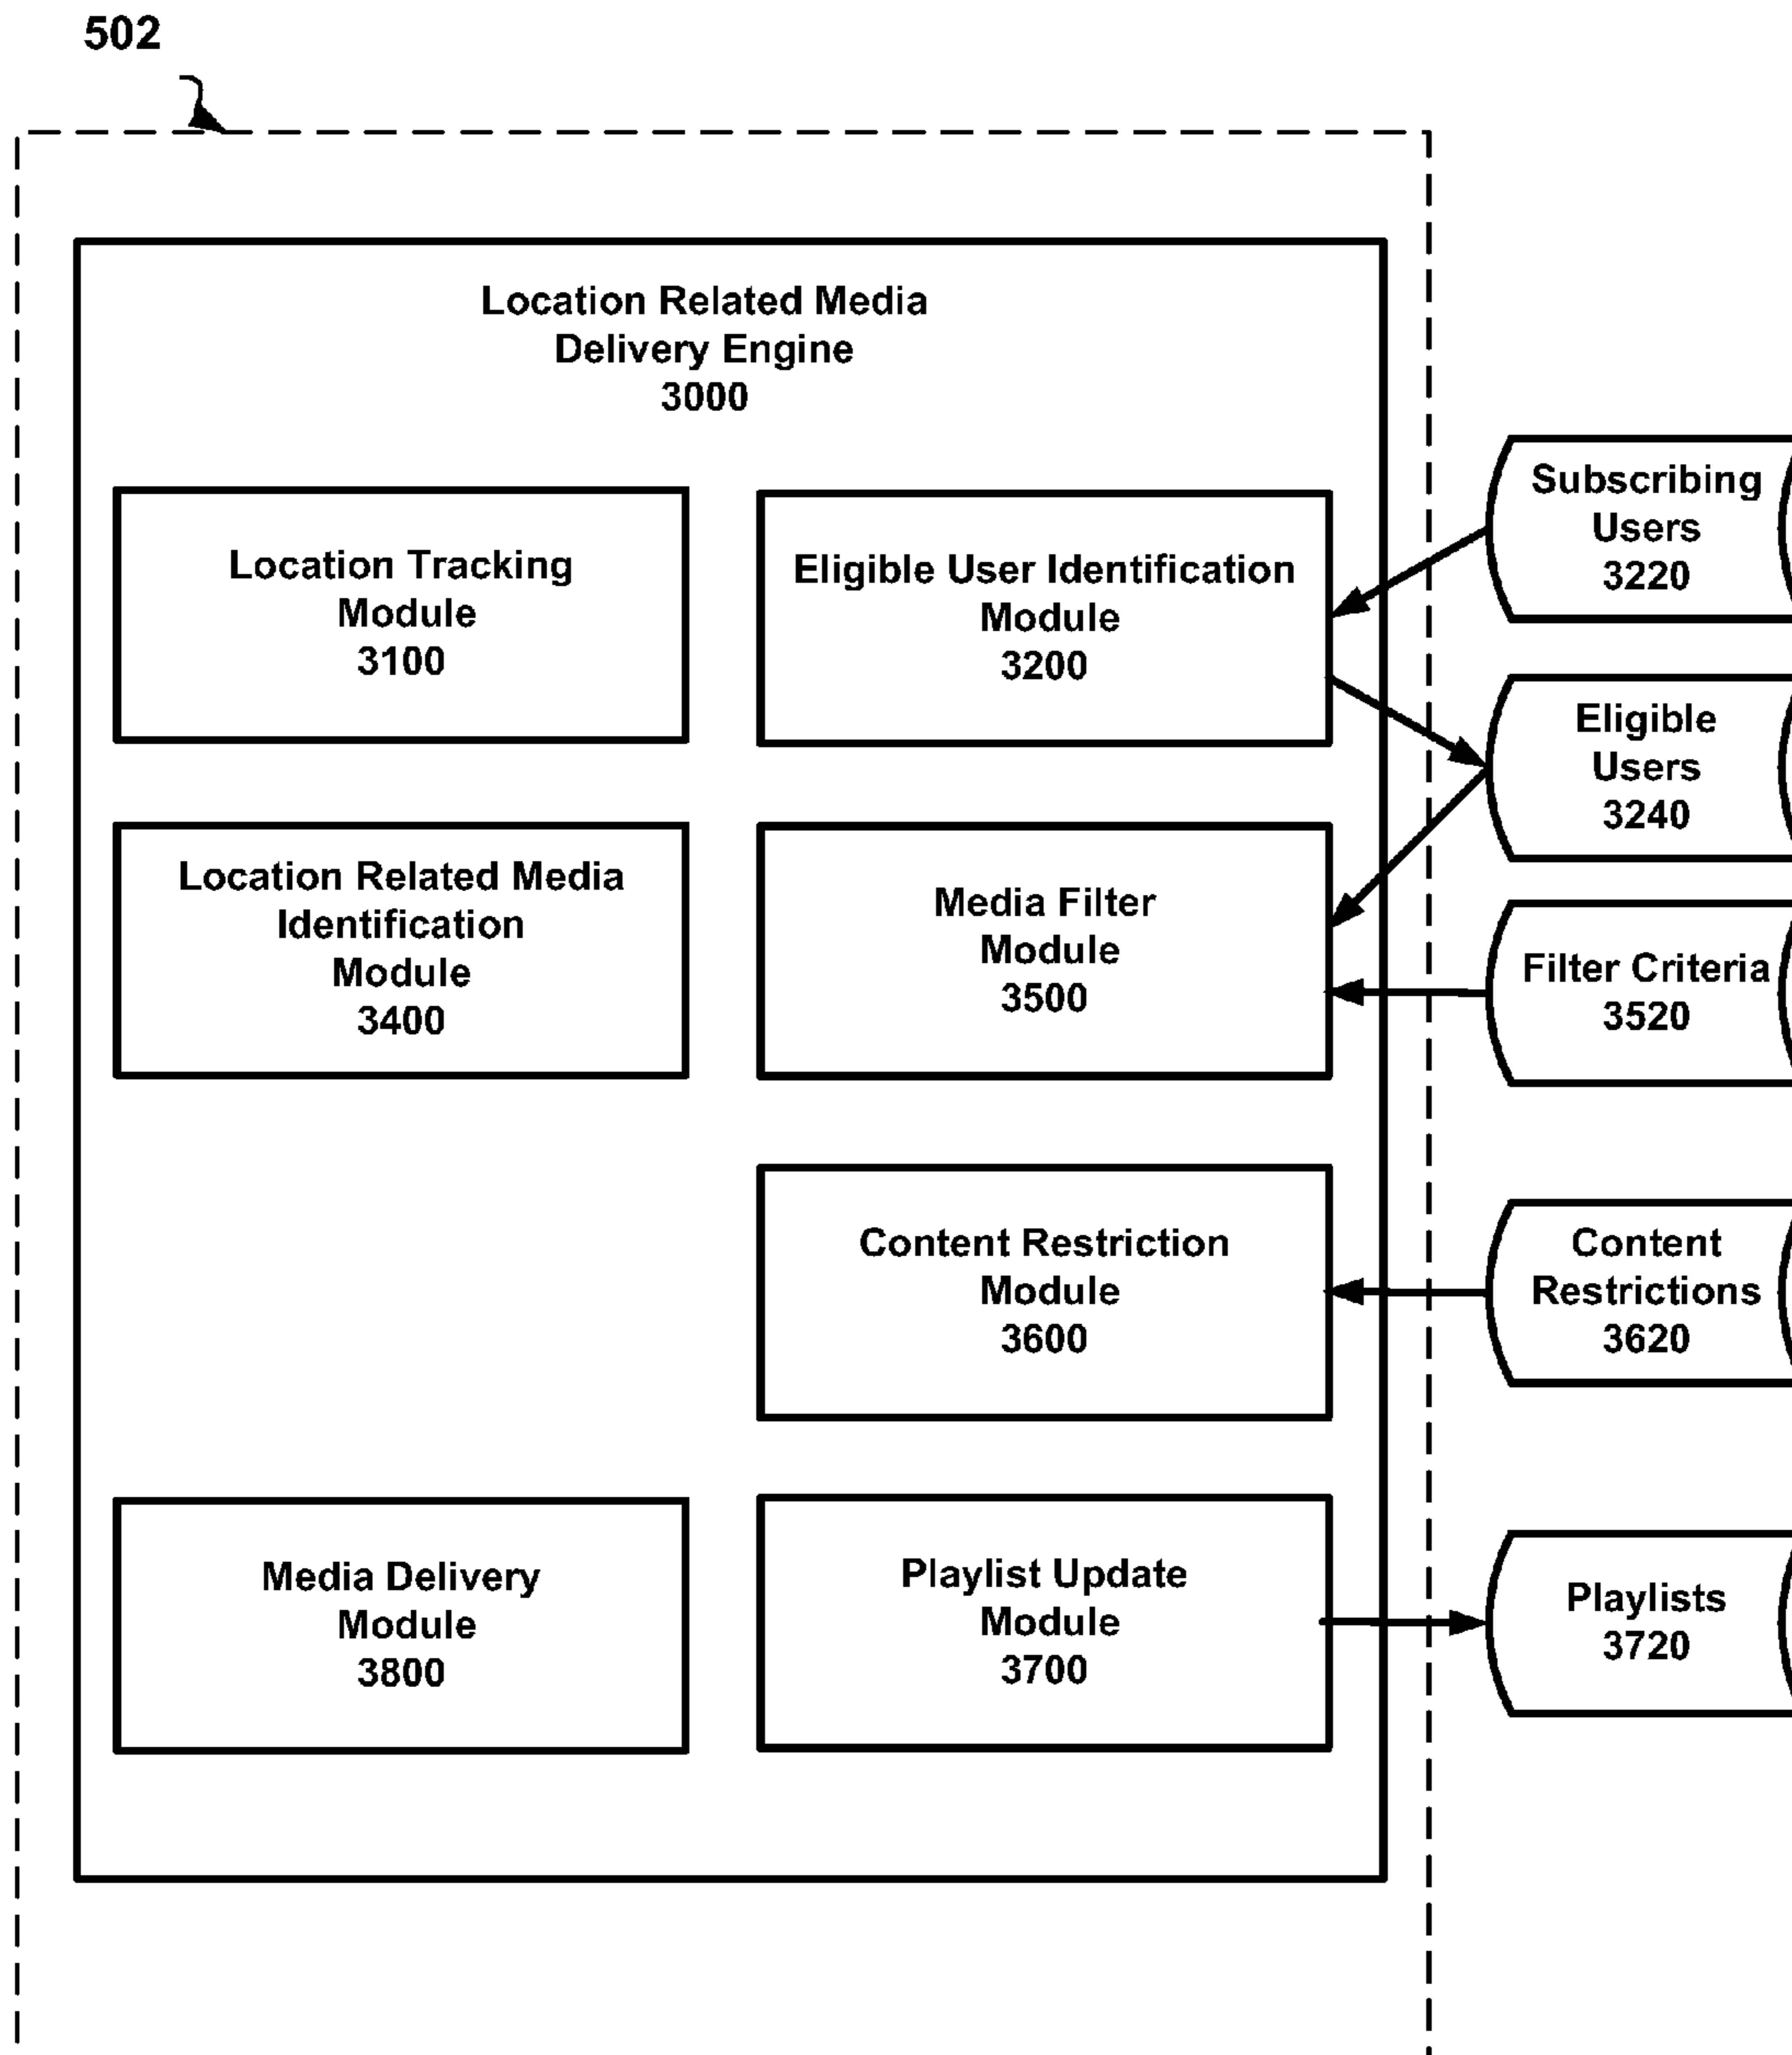 502
Location Related Media
Delivery Engine
3000
Location Tracking
Module
3100
Eligible User Identification
Module
3200
Subscribing
Users
3220
Eligible
Users
3240
Location Related Media
Identification
Module
3400
Media Filter
Module
3500
Filter Criteria
3520
Content Restriction
Module
3600
Content
Restrictions
3620
Media Delivery
Module
3800
Playlist Update
Module
3700
Playlists
3720